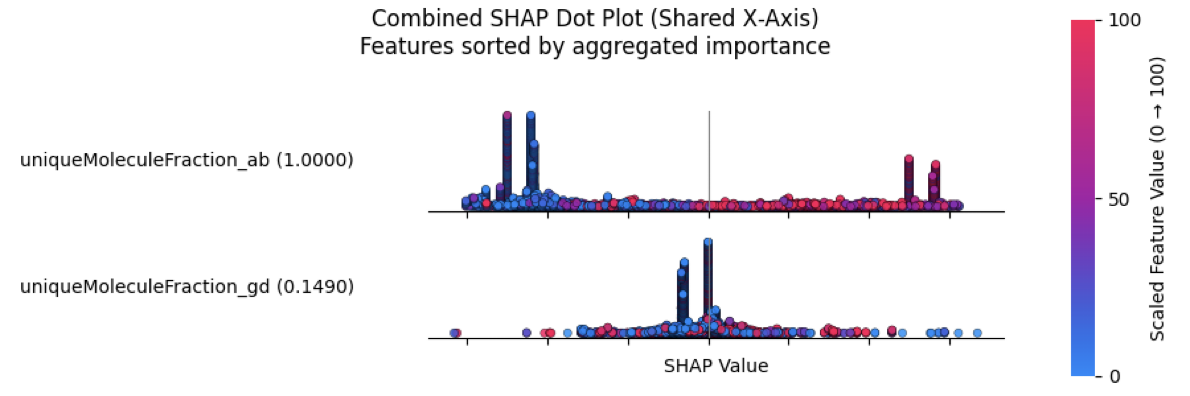 Combined SHAP Dot Plot (Shared X-Axis)
Features sorted by aggregated importance
uniqueMoleculeFraction_ab (1.0000)
uniqueMoleculeFraction_gd (0.1490)
SHAP Value
100
50
0
Scaled Feature Value (0 → 100)